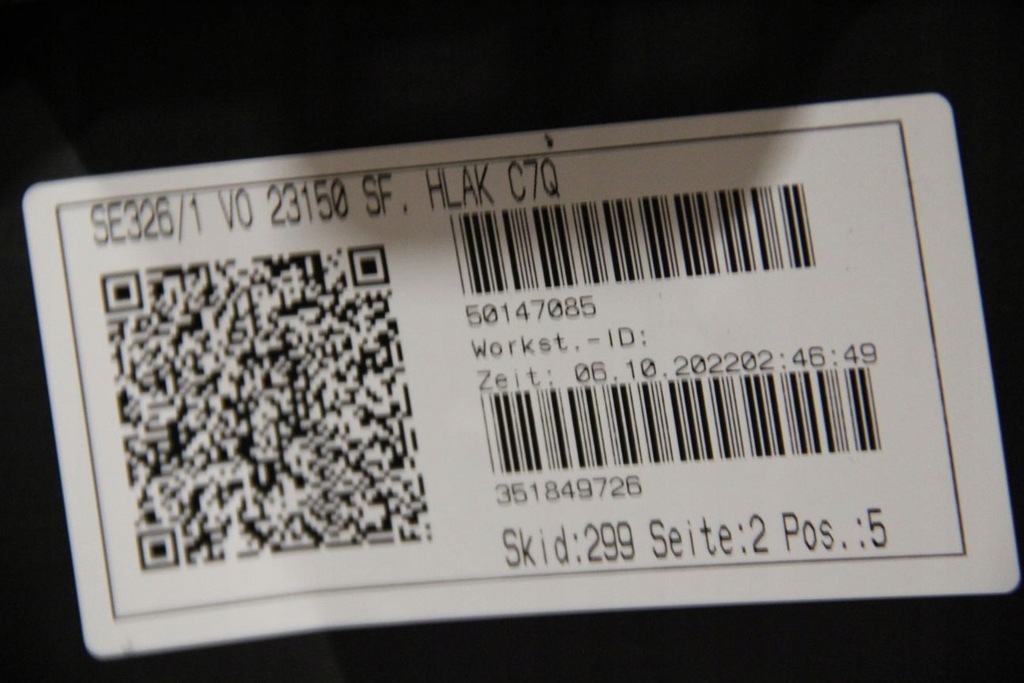 SE326/1 VO 23150 SF. HLAK C7Q
50147085
Workst.-ID:
Zeit: 06.10.202202:46:49
351849726
Skid:299 Seite:2 Pos.:5